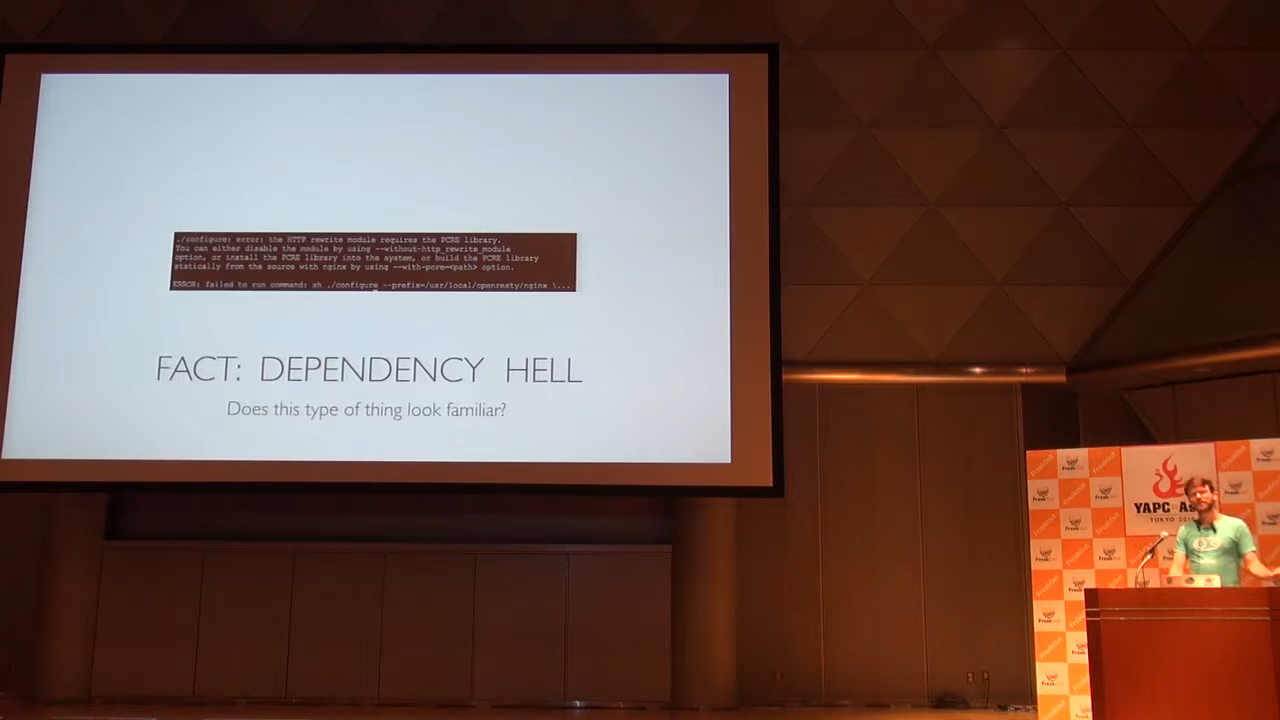 ./configure: error: the HTTP rewrite module requires the PCRE library.
You can either disable the module by using --without-http_rewrite_module
option, or install the PCRE library into the system, or build the PCRE library
statically from the source with nginx by using --with-pcre=<path> option.
ERROR: failed to run command: sh ./configure --prefix=/usr/local/openresty/nginx \...
FACT: DEPENDENCY HELL
Does this type of thing look familiar?
FreakOut
YAPC
TOKYO